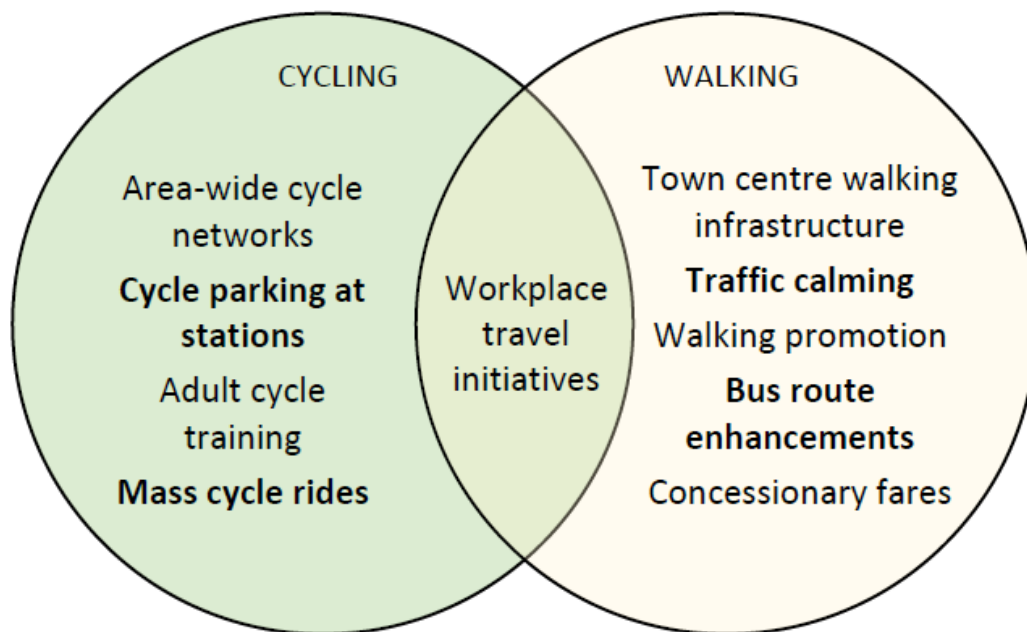 CYCLING
Area-wide cycle
networks
Cycle parking at
stations
Adult cycle
training
Mass cycle rides
Workplace
travel
initiatives
WALKING
Town centre walking
infrastructure
Traffic calming
Walking promotion
Bus route
enhancements
Concessionary fares